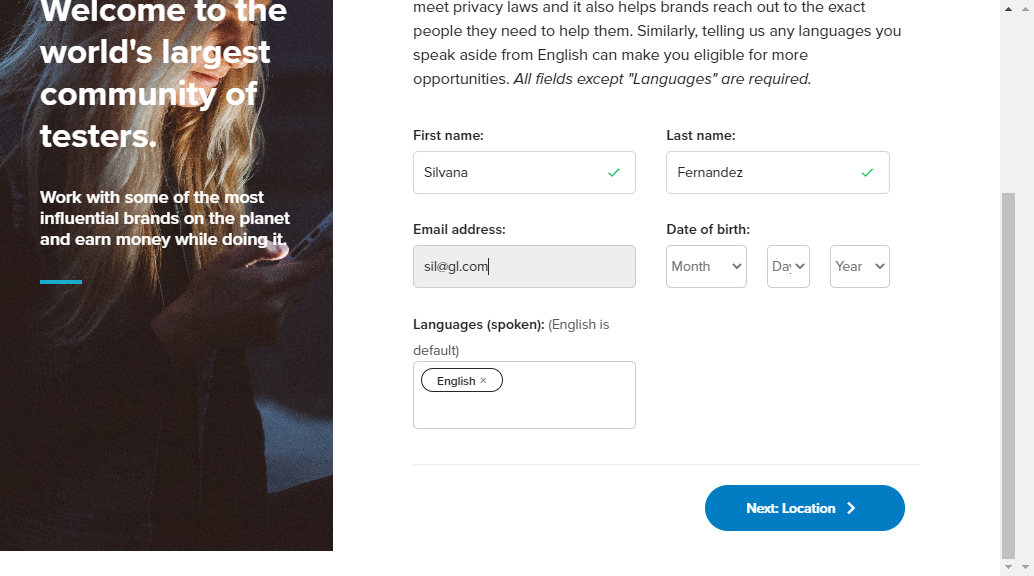 Welcome to the
world's largest
community of
testers.
Work with some of the most
influential brands on the planet
and earn money while doing it.
meet privacy laws and it also helps brands reach out to the exact
people they need to help them. Similarly, telling us any languages you
speak aside from English can make you eligible for more
opportunities. All fields except "Languages" are required.
First name:
Last name:
Silvana
Fernandez
Email address:
Date of birth:
sil@gl.com
Month
Day
Year
Languages (spoken): (English is
default)
English ×
Next: Location